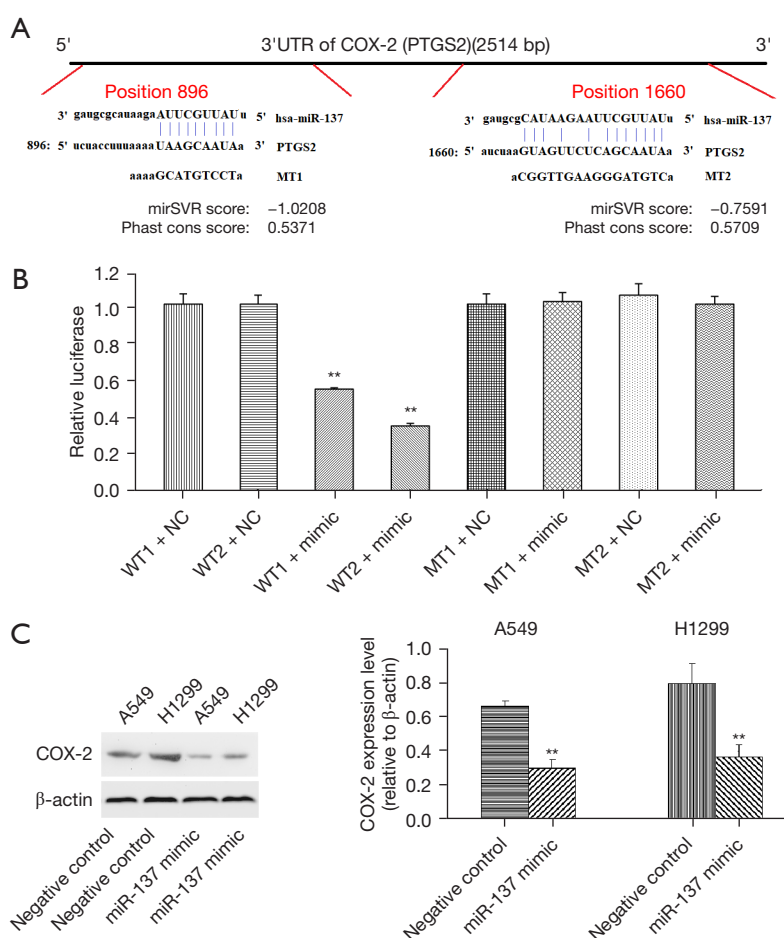 A
5' 3'UTR of COX-2 (PTGS2)(2514 bp) 3'
Position 896
3' gaugcgcauaagaAUUCGUUAUu 5' hsa-miR-137
896: 5' ucuaccuuuuaaaaUAAGCAAUAa 3' PTGS2
aaaaGCATGTCCTa MT1
mirSVR score: −1.0208
Phast cons score: 0.5371
Position 1660
3' gaugcgCAUAAGAAUUCGUUAUu 5' hsa-miR-137
1660: 5' aucuaaGUAGUUCUCAGCAAUAa 3' PTGS2
aCGGTTGAAGGGATGTCa MT2
mirSVR score: −0.7591
Phast cons score: 0.5709
B
Relative luciferase
1.2
1.0
0.8
0.6
0.4
0.2
0.0
**
**
WT1 + NC
WT2 + NC
WT1 + mimic
WT2 + mimic
MT1 + NC
MT1 + mimic
MT2 + NC
MT2 + mimic
C
A549
H1299
A549
H1299
COX-2
β-actin
Negative control
Negative control
miR-137 mimic
miR-137 mimic
COX-2 expression level
(relative to β-actin)
1.0
0.8
0.6
0.4
0.2
0.0
A549
H1299
**
**
Negative control
miR-137 mimic
Negative control
miR-137 mimic